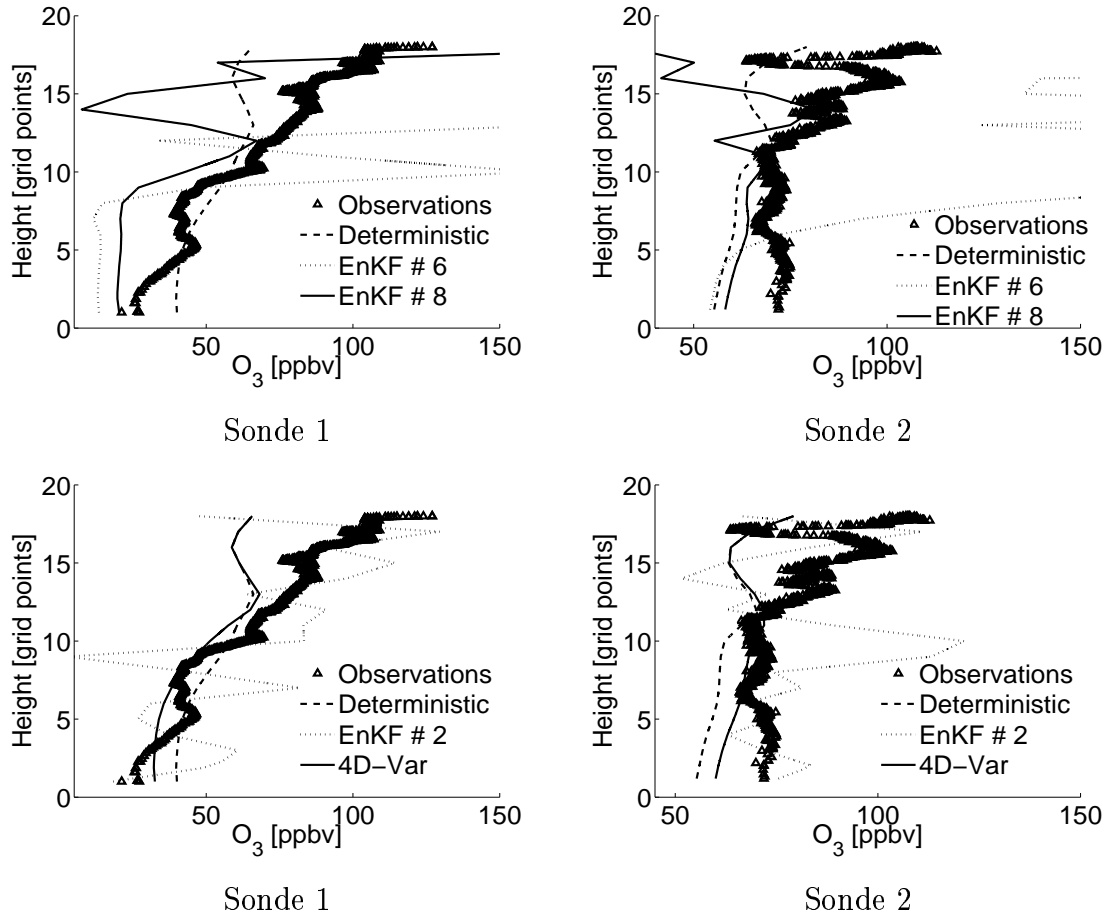 20
15
10
5
0
Height [grid points]
50
100
150
O3 [ppbv]
Observations
Deterministic
EnKF # 6
EnKF # 8
Sonde 1
20
15
10
5
0
Height [grid points]
50
100
150
O3 [ppbv]
Observations
Deterministic
EnKF # 6
EnKF # 8
Sonde 2
20
15
10
5
0
Height [grid points]
50
100
150
O3 [ppbv]
Observations
Deterministic
EnKF # 2
4D−Var
Sonde 1
20
15
10
5
0
Height [grid points]
50
100
150
O3 [ppbv]
Observations
Deterministic
EnKF # 2
4D−Var
Sonde 2